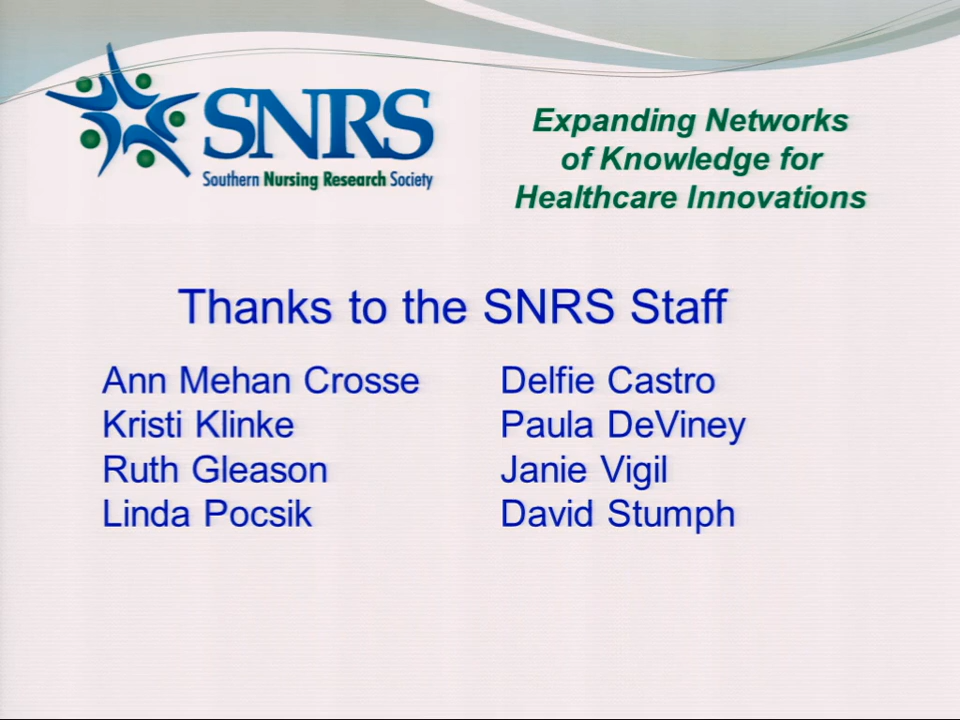 SNRS
Southern Nursing Research Society
Expanding Networks
of Knowledge for
Healthcare Innovations
Thanks to the SNRS Staff
Ann Mehan Crosse
Kristi Klinke
Ruth Gleason
Linda Pocsik
Delfie Castro
Paula DeViney
Janie Vigil
David Stumph